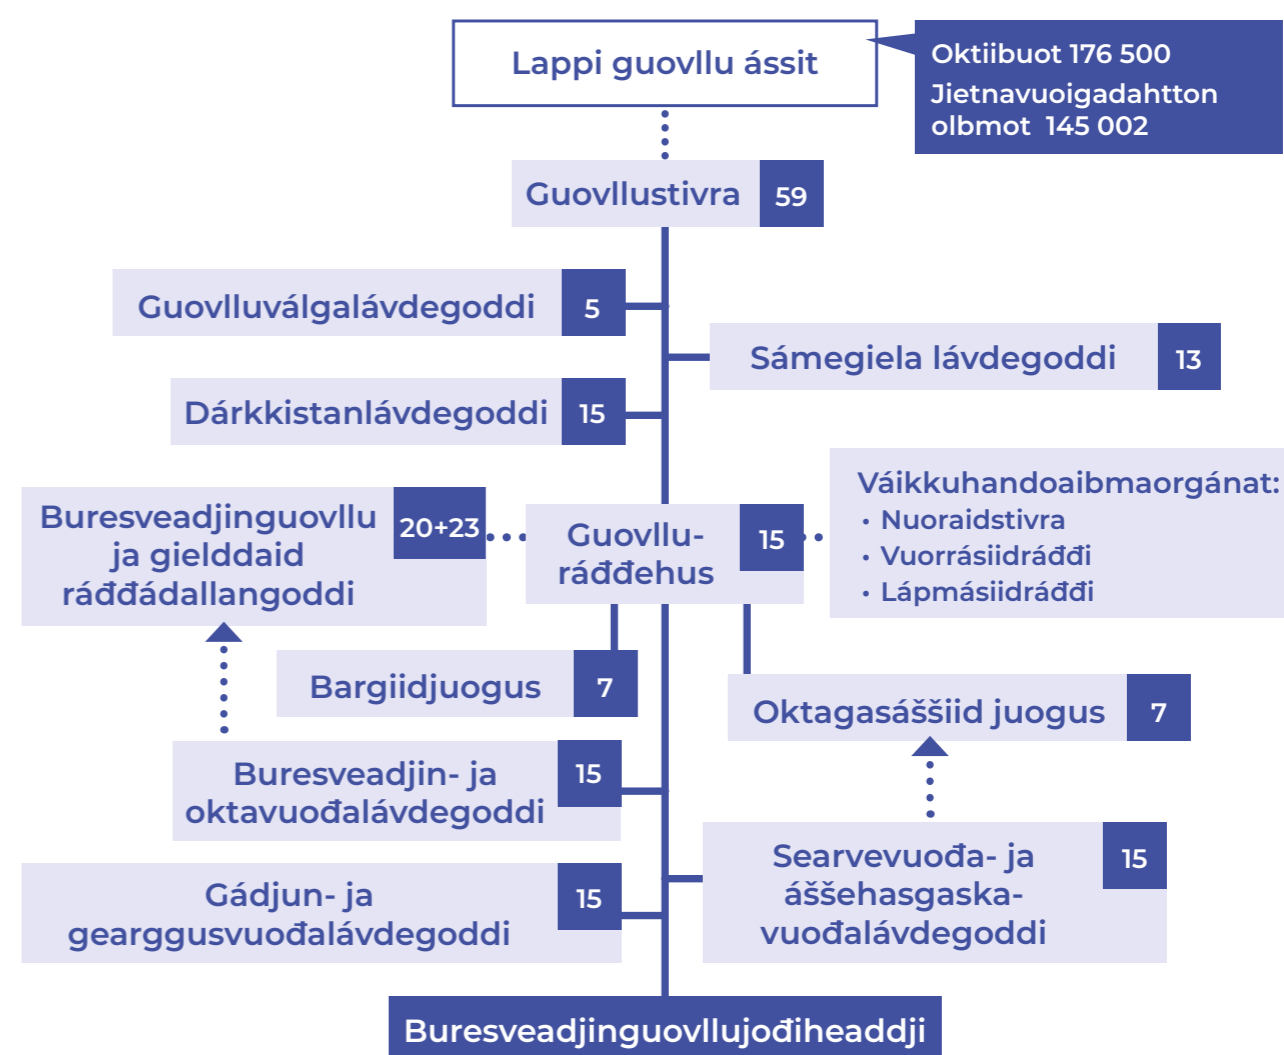 Lappi guovllu ássit
Oktiibuot 176 500
Jietnavuoigadahtton
olbmot 145 002
Guovllustivra 59
Guovlluválgalávdegoddi 5
Sámegiela lávdegoddi 13
Dárkkistanlávdegoddi 15
Buresveadjinguovllu
ja gielddaid
ráđđádallangoddi
20+23
Guovllu-
ráđđehus
15
Váikkuhandoaibmaorgánat:
• Nuoraidstivra
• Vuorrásiidráđđi
• Lápmásiidráđđi
Bargiidjuogus 7
Oktagasáššiid juogus 7
Buresveadjin- ja
oktavuođalávdegoddi
15
Searvevuođa- ja
áššehasgaska-
vuođalávdegoddi
15
Gádjun- ja
gearggusvuođalávdegoddi
15
Buresveadjinguovllujođiheaddji